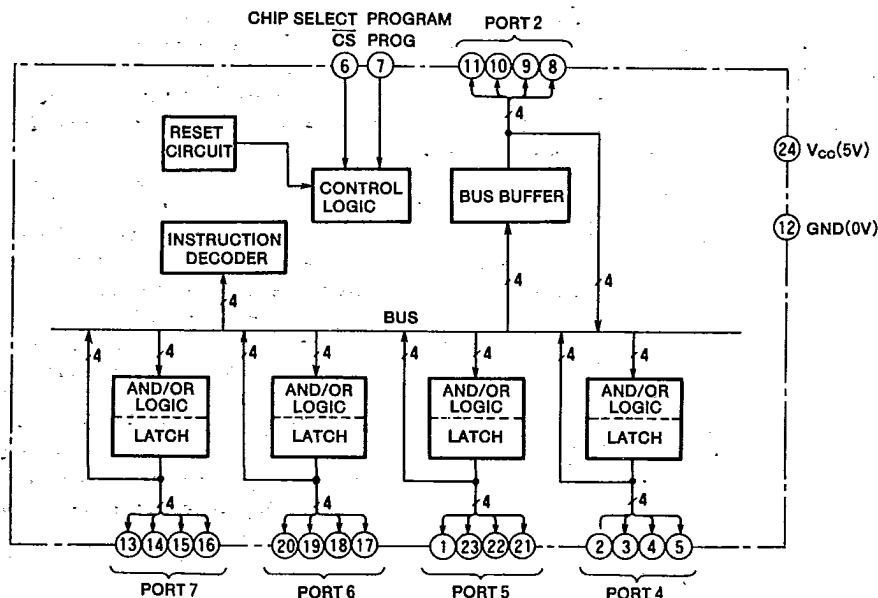 CHIP SELECT PROGRAM PORT 2
CS PROG
6 7 11 10 9 8
4
RESET
CIRCUIT
24 VCC(5V)
CONTROL
LOGIC
BUS BUFFER
12 GND(0V)
INSTRUCTION
DECODER
4 4 4
BUS
4 4 4 4 4 4 4 4
AND/OR
LOGIC
LATCH
AND/OR
LOGIC
LATCH
AND/OR
LOGIC
LATCH
AND/OR
LOGIC
LATCH
4 4 4 4
13 14 15 16 20 19 18 17 1 23 22 21 2 3 4 5
PORT 7 PORT 6 PORT 5 PORT 4